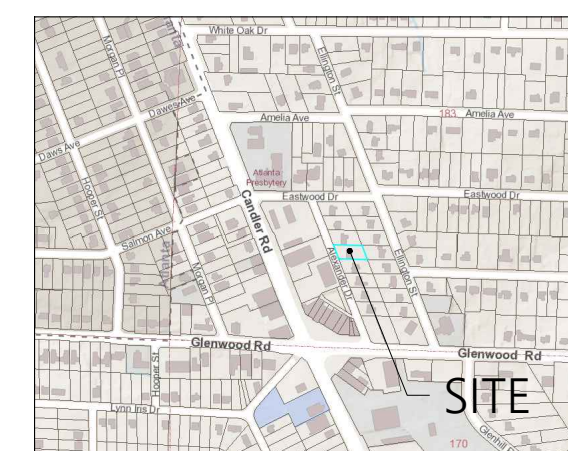 White Oak Dr
Ellington St
Morgan Pl
Atlanta
Dawes Ave
Amelia Ave
183
Amelia Ave
Daws Ave
Atlanta
Presbytery
Hooper St
Eastwood Dr
Eastwood Dr
Candler Rd
Salmon Ave
Atlanta
Morgan Pl
Alexander Dr
Ellington St
Glenwood Rd
Glenwood Rd
Hooper St
SITE
Lynn Iris Dr
170